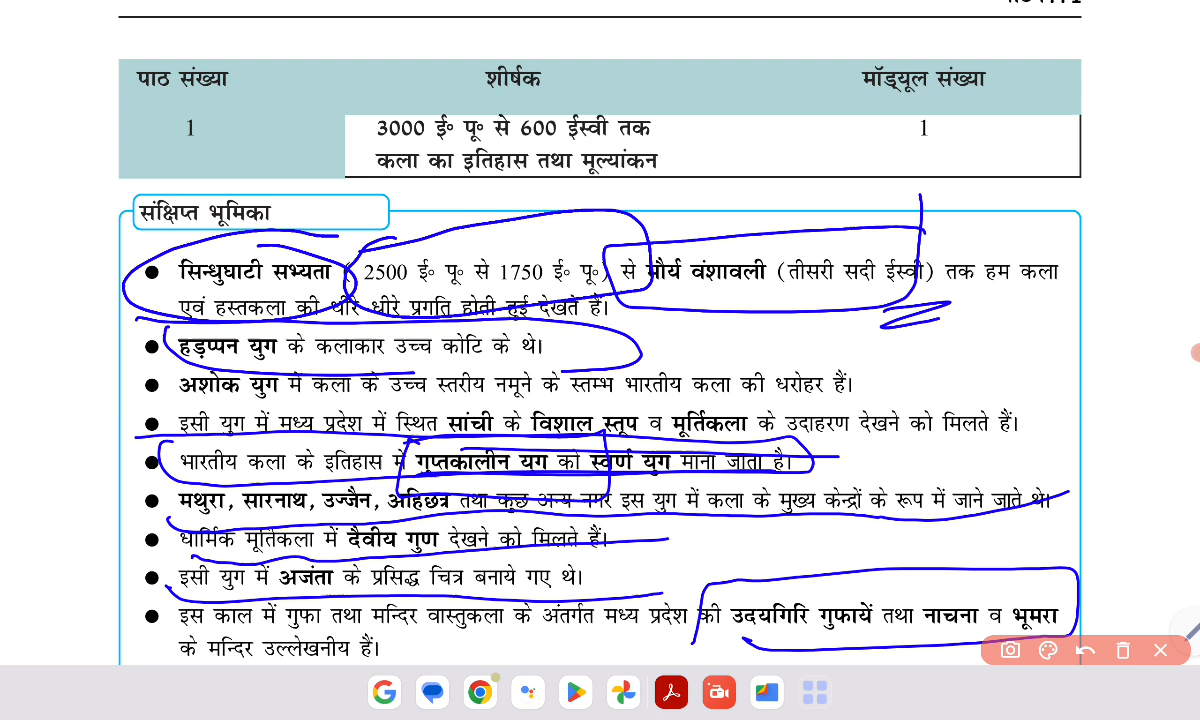 पाठ संख्या शीर्षक मॉड्यूल संख्या
1 3000 ई॰ पू॰ से 600 ईस्वी तक 1
कला का इतिहास तथा मूल्यांकन
संक्षिप्त भूमिका
● सिन्धुघाटी सभ्यता ( 2500 ई॰ पू॰ से 1750 ई॰ पू॰) से मौर्य वंशावली (तीसरी सदी ईस्वी) तक हम कला
एवं हस्तकला की धीरे धीरे प्रगति होती हुई देखते हैं।
● हड़प्पन युग के कलाकार उच्च कोटि के थे।
● अशोक युग में कला के उच्च स्तरीय नमूने के स्तम्भ भारतीय कला की धरोहर हैं।
● इसी युग में मध्य प्रदेश में स्थित सांची के विशाल स्तूप व मूर्तिकला के उदाहरण देखने को मिलते हैं।
● भारतीय कला के इतिहास में गुप्तकालीन युग को स्वर्ण युग माना जाता है।
● मथुरा, सारनाथ, उज्जैन, अहिछत्र तथा कुछ अन्य नगर इस युग में कला के मुख्य केन्द्रों के रूप में जाने जाते थे।
● धार्मिक मूर्तिकला में दैवीय गुण देखने को मिलते हैं।
● इसी युग में अजंता के प्रसिद्ध चित्र बनाये गए थे।
● इस काल में गुफा तथा मन्दिर वास्तुकला के अंतर्गत मध्य प्रदेश की उदयगिरि गुफायें तथा नाचना व भूमरा
के मन्दिर उल्लेखनीय हैं।